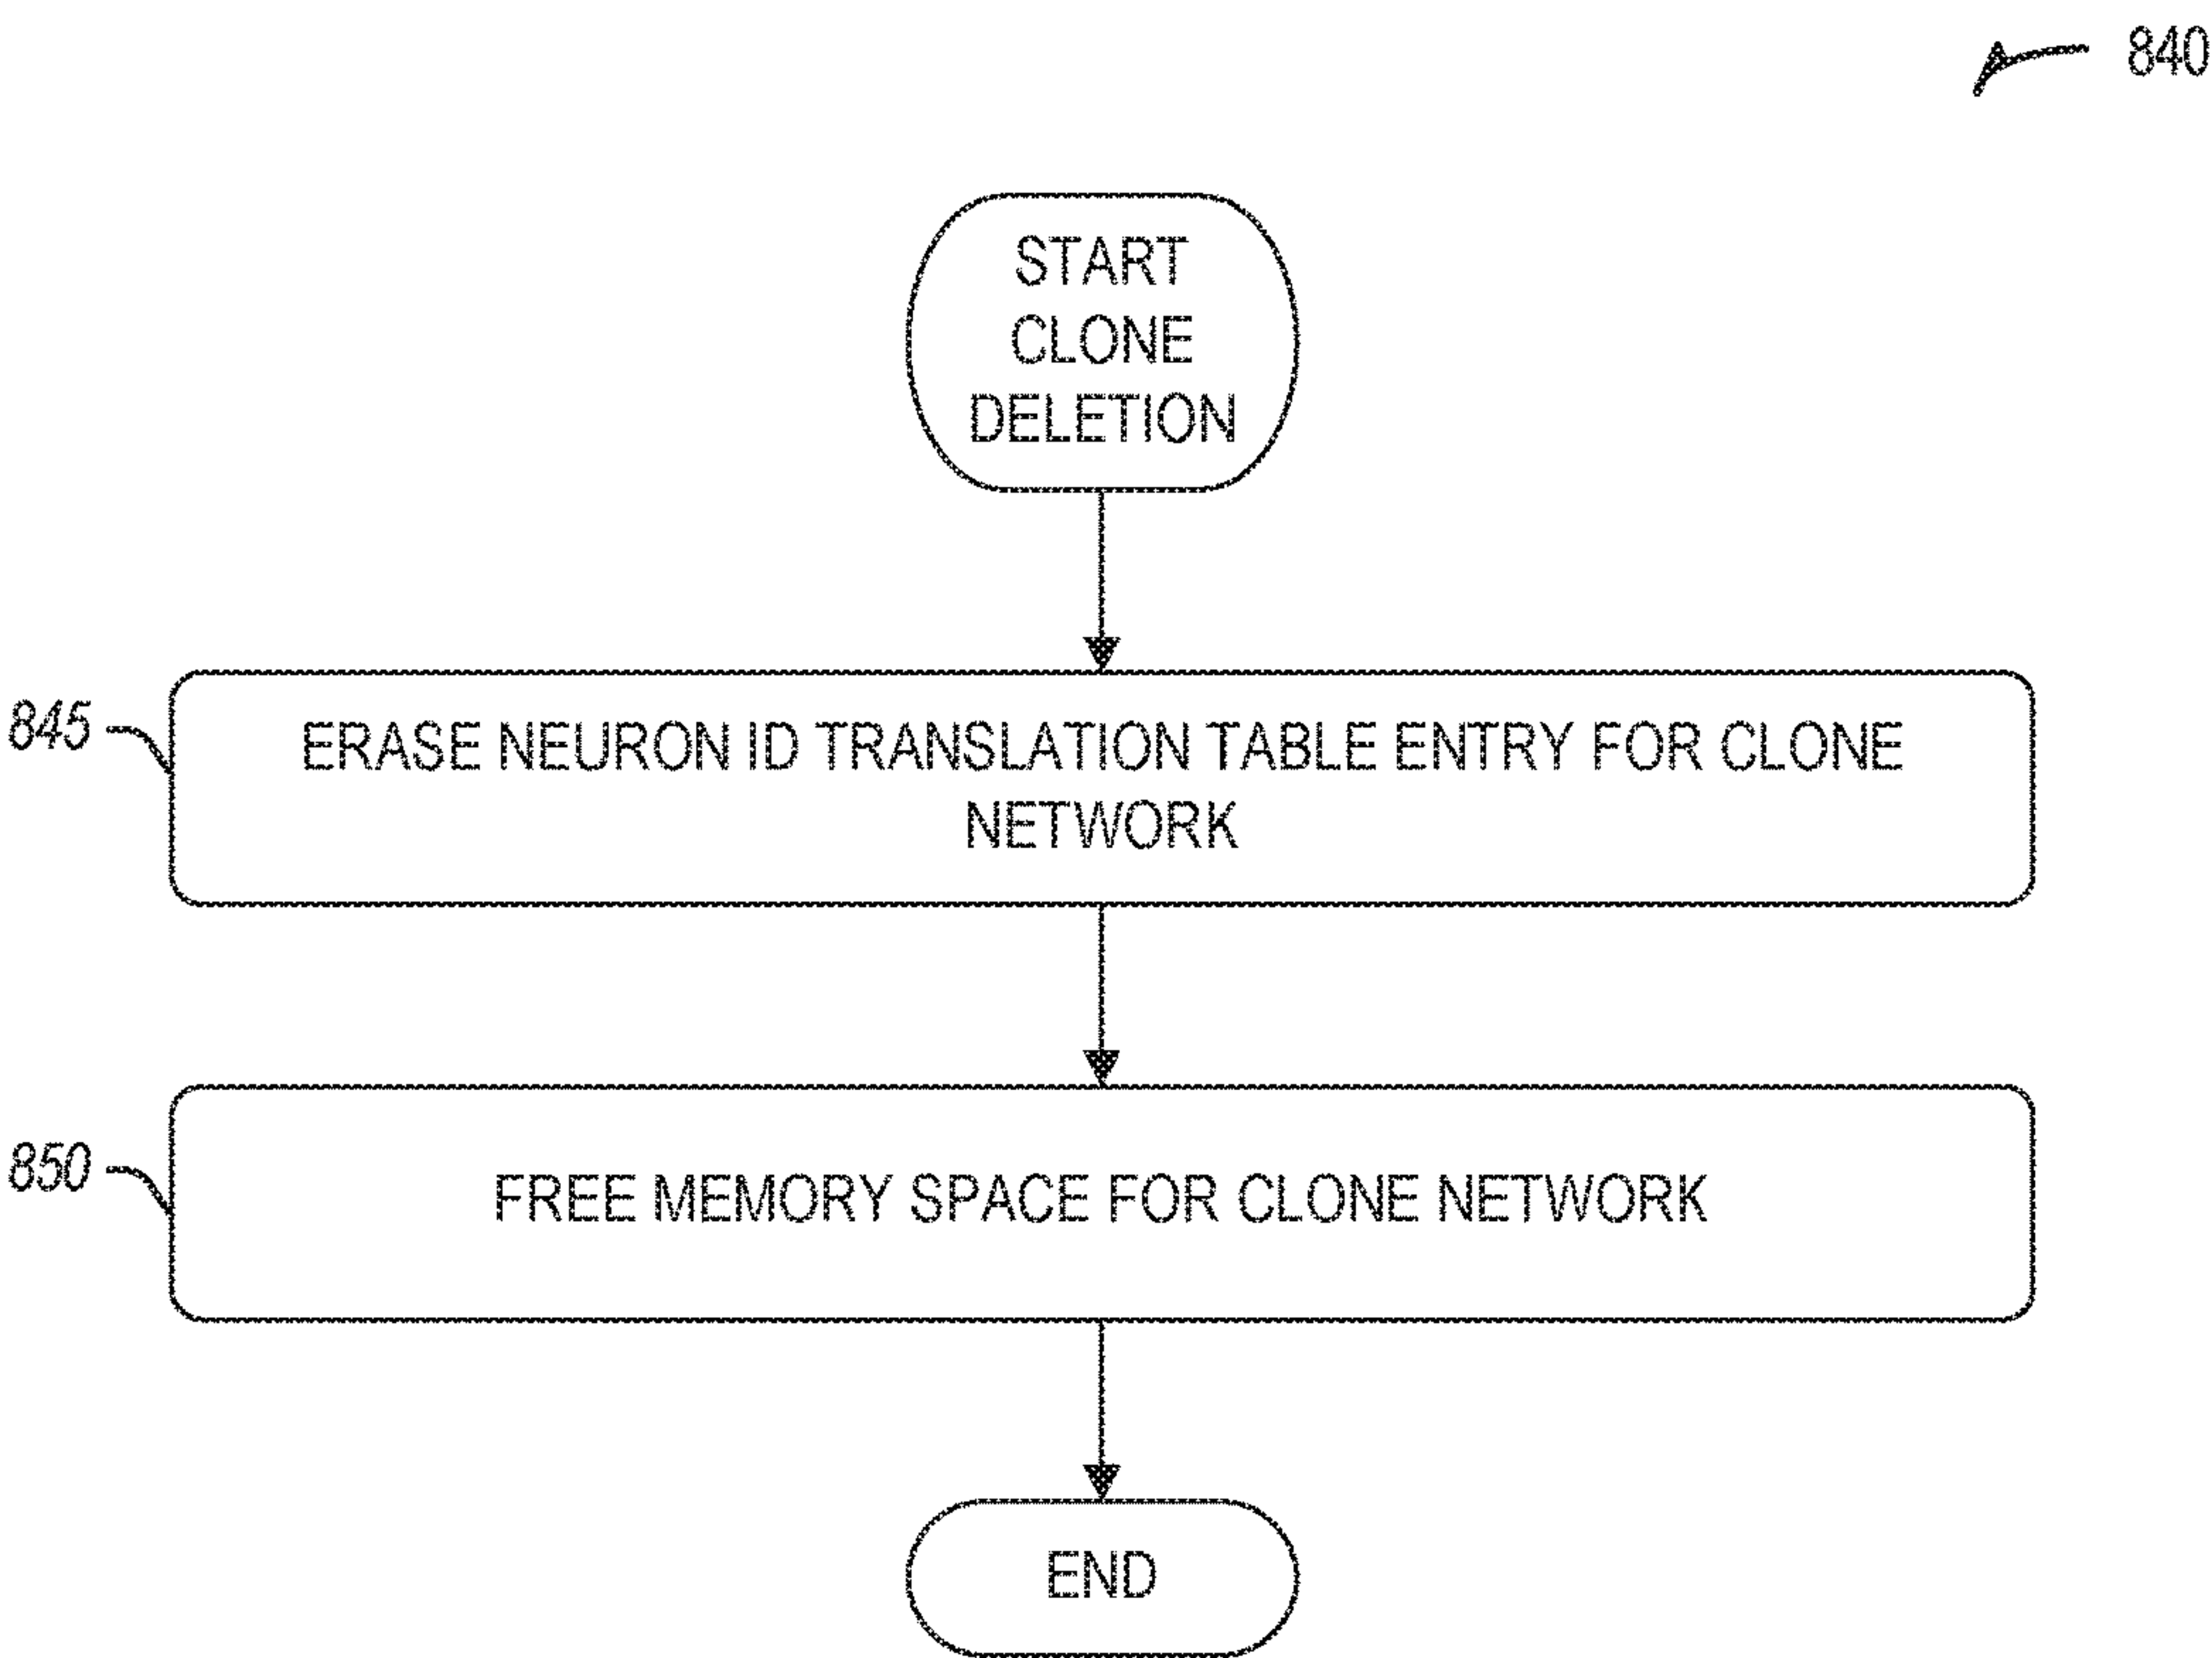 840
START
CLONE
DELETION
845
ERASE NEURON ID TRANSLATION TABLE ENTRY FOR CLONE
NETWORK
850
FREE MEMORY SPACE FOR CLONE NETWORK
END